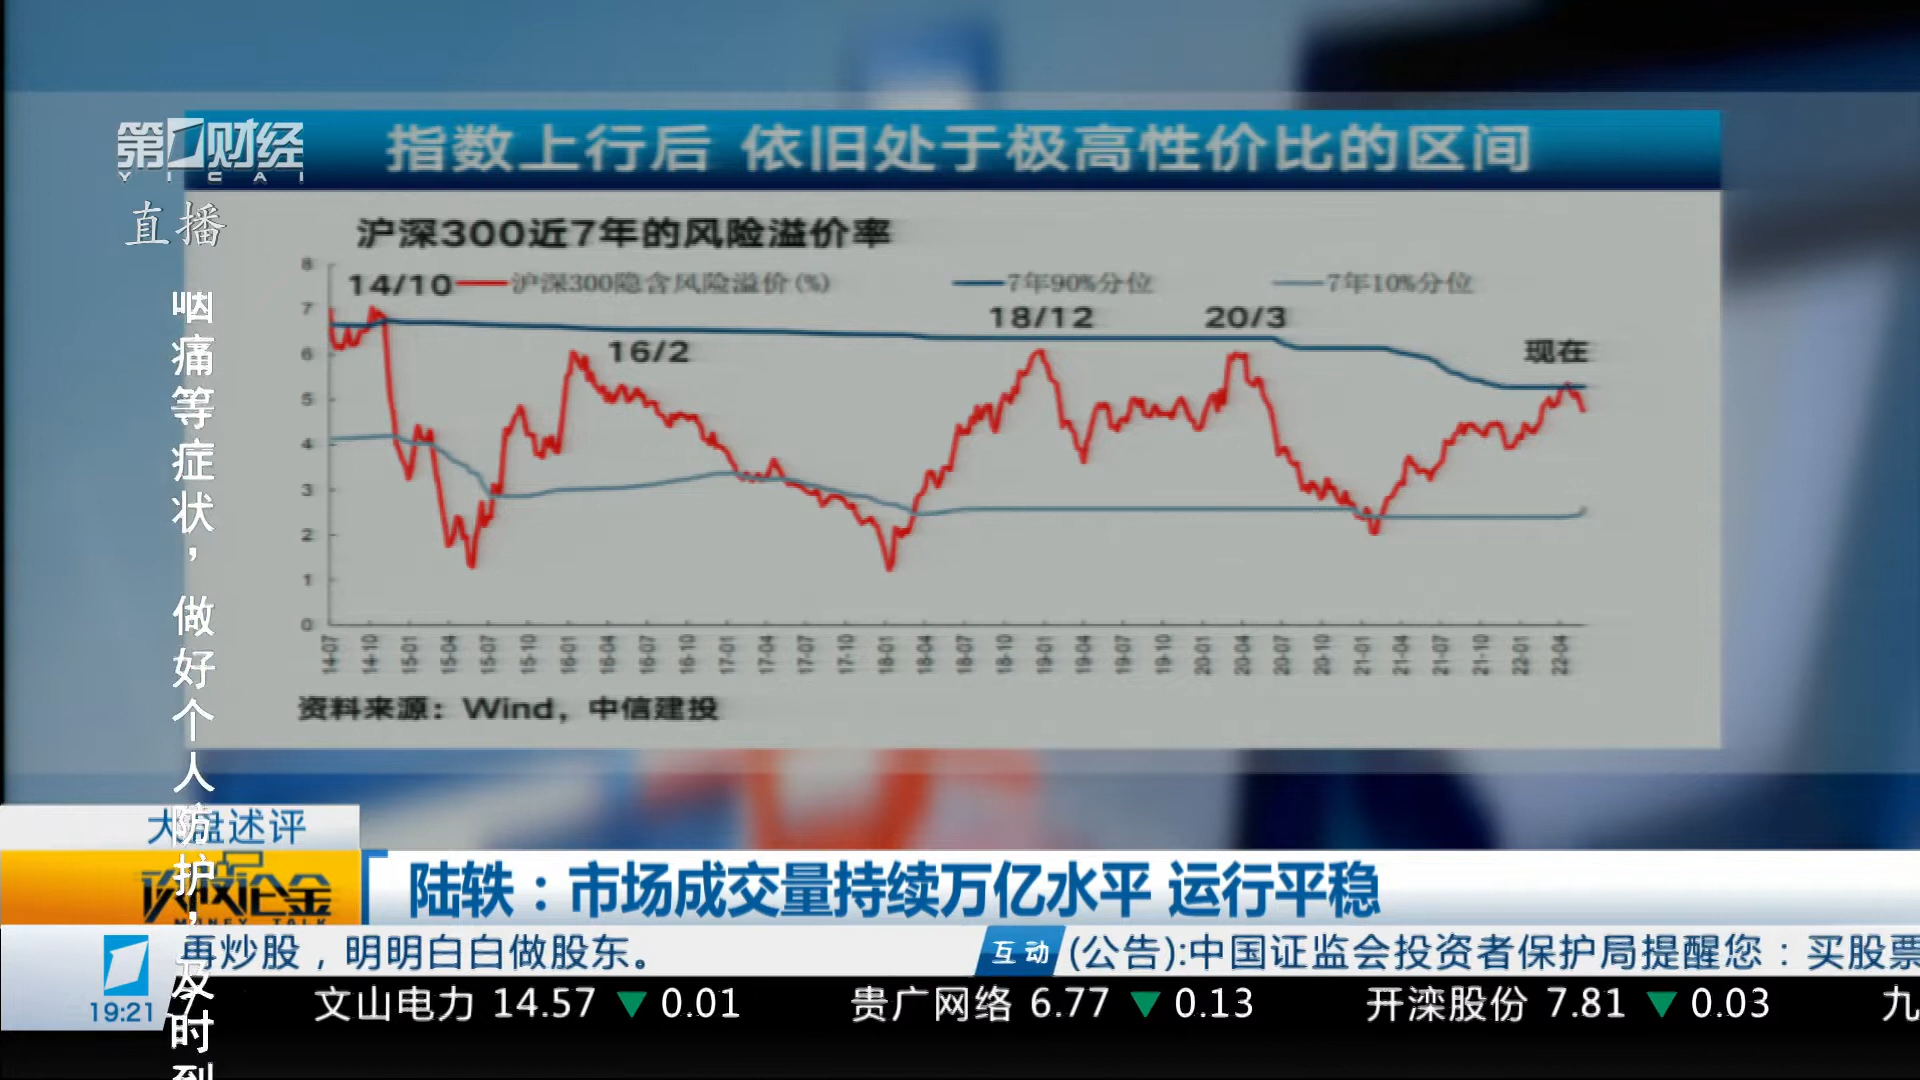 第1财经
YICAI
直播
指数上行后 依旧处于极高性价比的区间
沪深300近7年的风险溢价率
沪深300隐含风险溢价(%)
7年90%分位
7年10%分位
14/10
16/2
18/12
20/3
现在
8
7
6
5
4
3
2
1
0
14-07
14-10
15-01
15-04
15-07
15-10
16-01
16-04
16-07
16-10
17-01
17-04
17-07
17-10
18-01
18-04
18-07
18-10
19-01
19-04
19-07
19-10
20-01
20-04
20-07
20-10
21-01
21-04
21-07
21-10
22-01
22-04
资料来源：Wind，中信建投
咽痛等症状，做好个人防护，及时到
大盘述评
谈股论金
MONEY TALK
陆轶：市场成交量持续万亿水平 运行平稳
再炒股，明明白白做股东。
互动
(公告):中国证监会投资者保护局提醒您：买股票
19:21
文山电力 14.57 ▼ 0.01
贵广网络 6.77 ▼ 0.13
开滦股份 7.81 ▼ 0.03
九